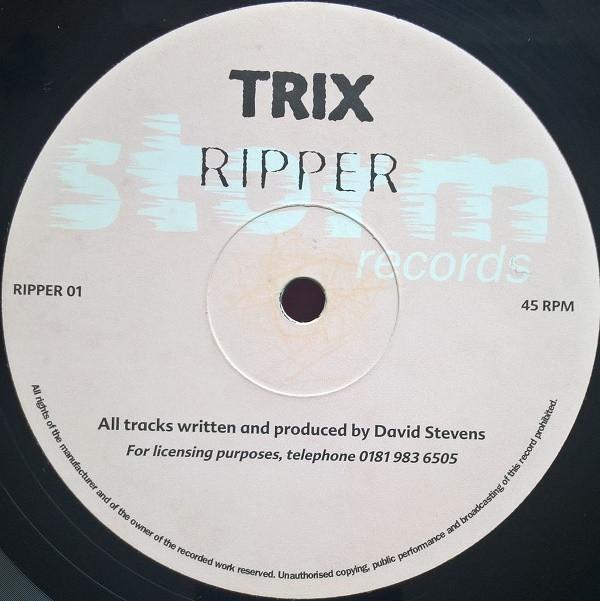 TRIX
storm
RIPPER
records
RIPPER 01
45 RPM
All tracks written and produced by David Stevens
For licensing purposes, telephone 0181 983 6505
All rights of the manufacturer and of the owner of the recorded work reserved. Unauthorised copying, public performance and broadcasting of this record prohibited.